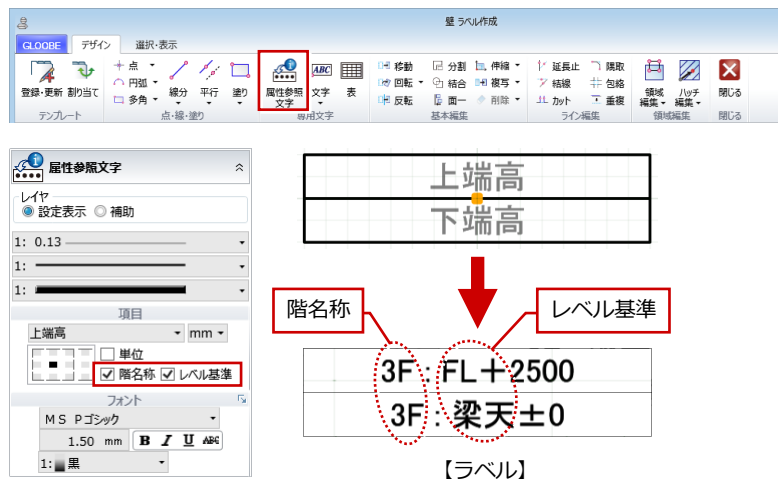 壁 ラベル作成
GLOOBE デザイン 選択・表示
登録・更新 割り当て 点 円弧 多角 線分 平行 塗り 属性参照文字 文字 表 移動 回転 反転 分割 結合 面一 伸縮 複写 削除 延長止 結線 カット 隅取 包絡 重複 領域編集 ハッチ編集 閉じる
テンプレート 点・線・塗り 専用文字 基本編集 ライン編集 領域編集 閉じる
属性参照文字
レイヤ
設定表示 補助
1: 0.13
1:
1:
項目
上端高 mm
単位
階名称 レベル基準
フォント
MS Pゴシック
1.50 mm B I U ABC
1: 黒
上端高
下端高
階名称 レベル基準
3F：FL＋2500
3F：梁天±0
【ラベル】